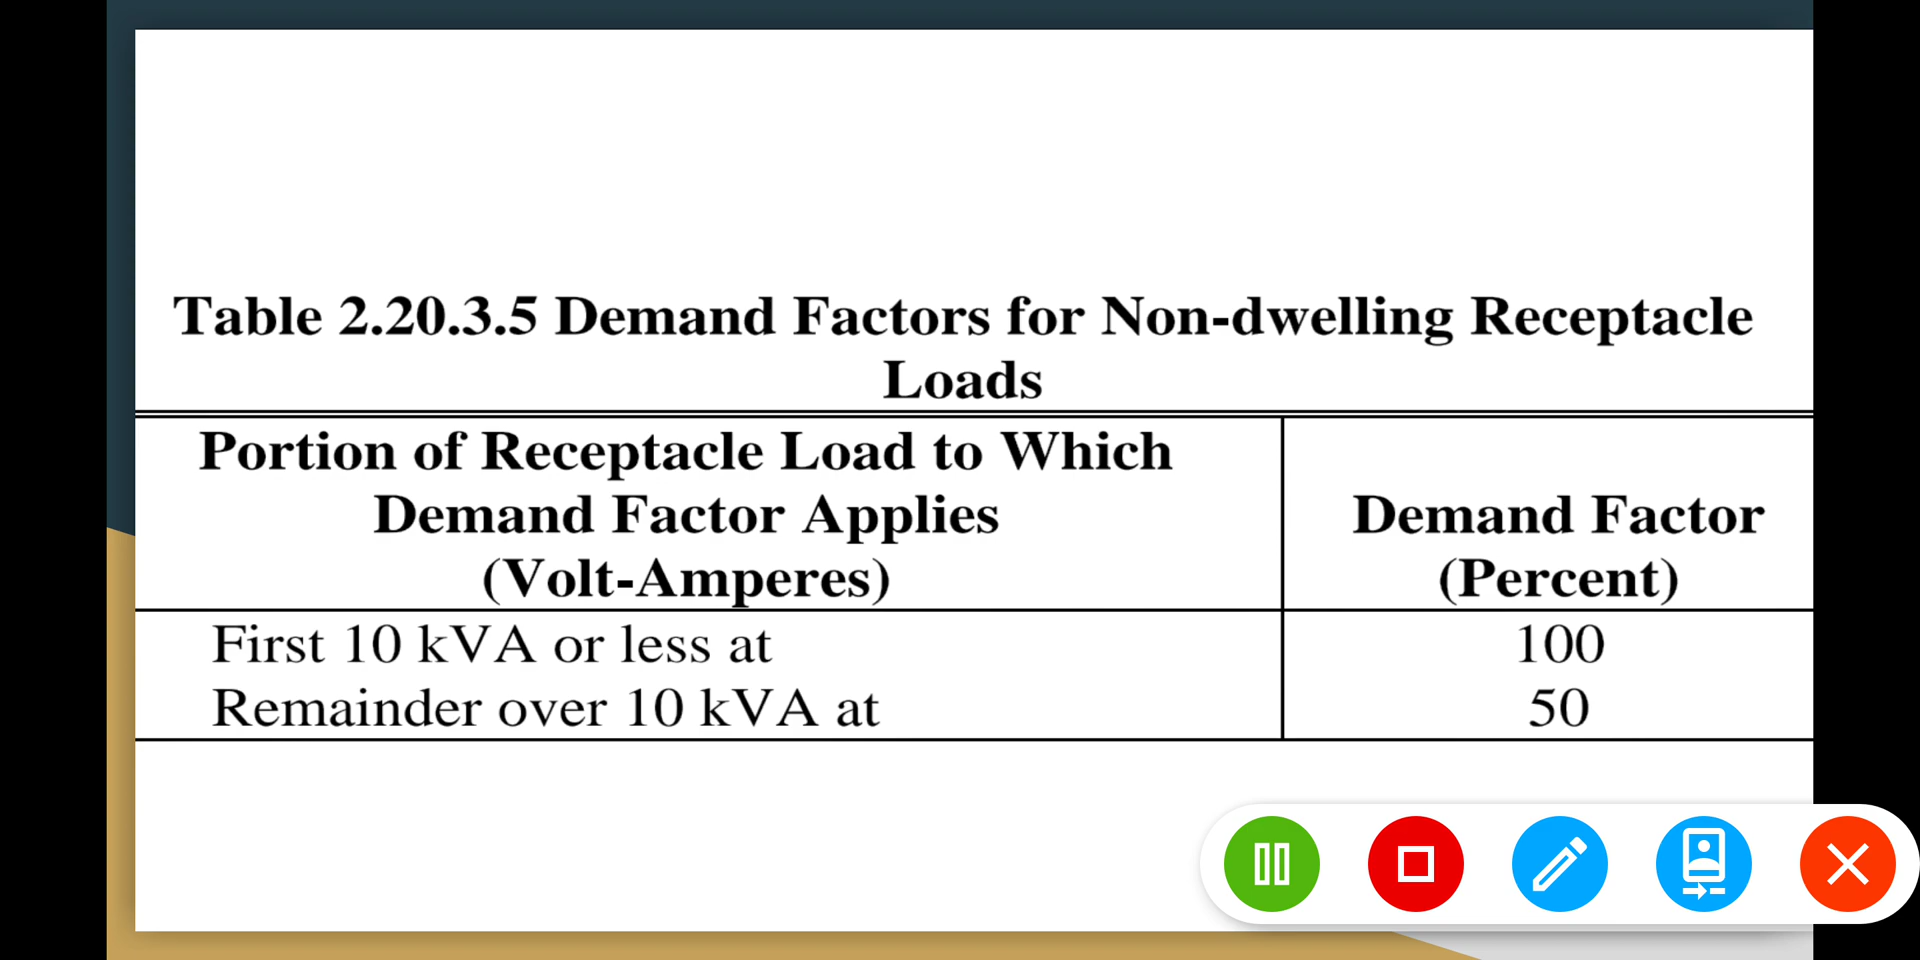 Table 2.20.3.5 Demand Factors for Non-dwelling Receptacle
Loads
Portion of Receptacle Load to Which
Demand Factor Applies
(Volt-Amperes)
Demand Factor
(Percent)
First 10 kVA or less at 100
Remainder over 10 kVA at 50